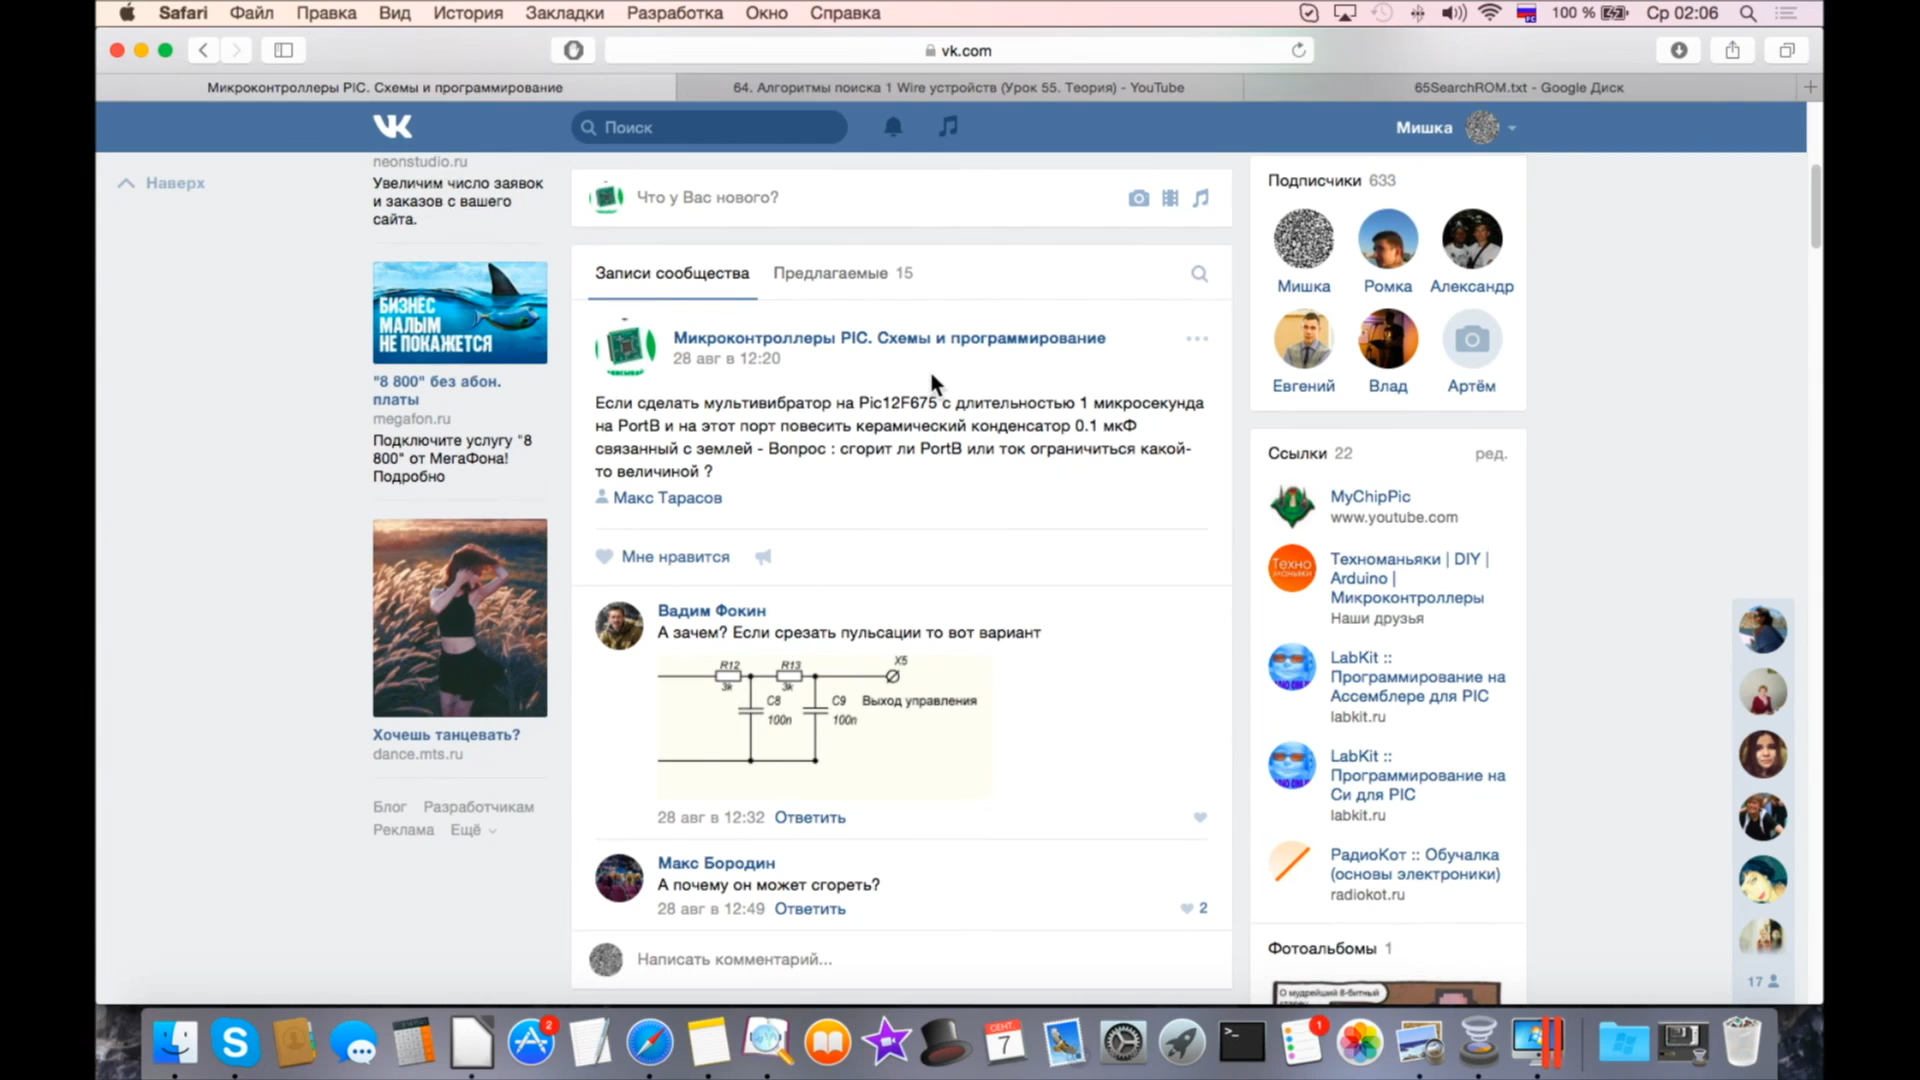 Safari Файл Правка Вид История Закладки Разработка Окно Справка 100 % Ср 02:06
vk.com
Микроконтроллеры PIC. Схемы и программирование
64. Алгоритмы поиска 1 Wire устройств (Урок 55. Теория) - YouTube
65SearchROM.txt - Google Диск
Поиск
Мишка
Наверх
neonstudio.ru
Увеличим число заявок
и заказов с вашего
сайта.
БИЗНЕС
МАЛЫМ
НЕ ПОКАЖЕТСЯ
"8 800" без абон.
платы
megafon.ru
Подключите услугу "8
800" от МегаФона!
Подробно
Хочешь танцевать?
dance.mts.ru
Блог Разработчикам
Реклама Ещё
Что у Вас нового?
Записи сообщества Предлагаемые 15
Микроконтроллеры PIC. Схемы и программирование
28 авг в 12:20
Если сделать мультивибратор на Pic12F675 с длительностью 1 микросекунда
на PortB и на этот порт повесить керамический конденсатор 0.1 мкФ
связанный с землей - Вопрос : сгорит ли PortB или ток ограничиться какой-
то величиной ?
Макс Тарасов
Мне нравится
Вадим Фокин
А зачем? Если срезать пульсации то вот вариант
R12 R13 X5
3k 3k
C8 C9 Выход управления
100n 100n
28 авг в 12:32 Ответить
Макс Бородин
А почему он может сгореть?
28 авг в 12:49 Ответить 2
Написать комментарий...
Подписчики 633
Мишка Ромка Александр
Евгений Влад Артём
Ссылки 22 ред.
MyChipPic
www.youtube.com
Техно
маньяки
Техноманьяки | DIY |
Arduino |
Микроконтроллеры
Наши друзья
LabKit ::
Программирование на
Ассемблере для PIC
labkit.ru
LabKit ::
Программирование на
Си для PIC
labkit.ru
РадиоКот :: Обучалка
(основы электроники)
radiokot.ru
Фотоальбомы 1
О мудрейший 8-битный
17
2
СЕНТ
7
1